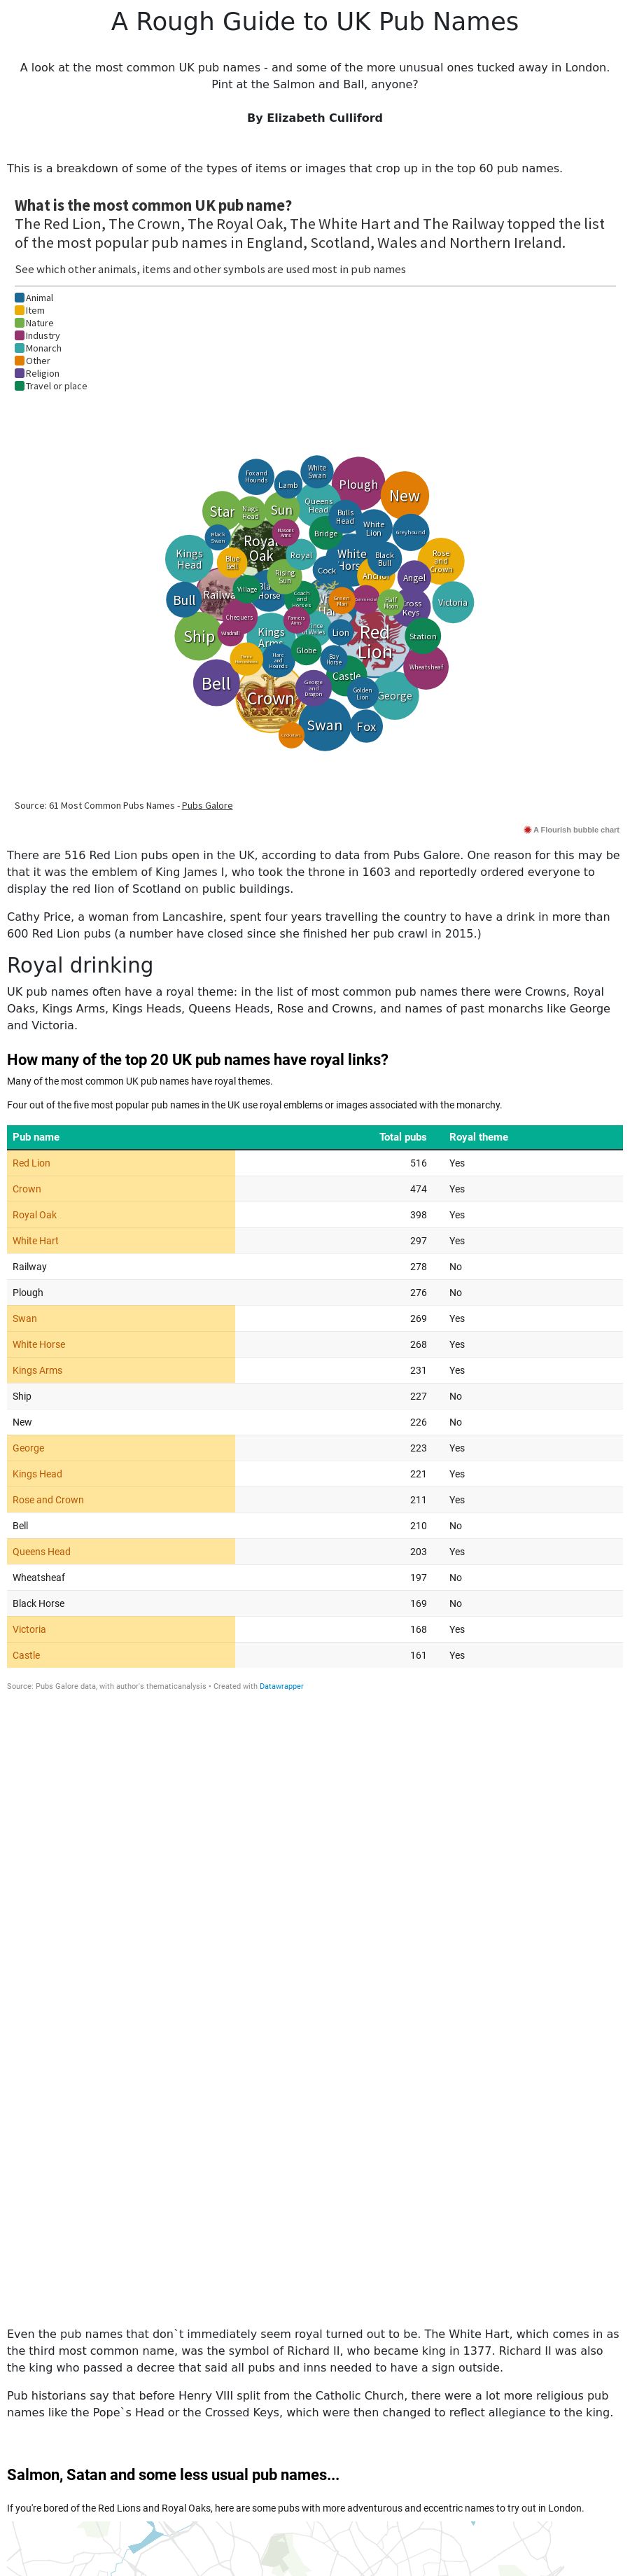 A Rough Guide to UK Pub Names
A look at the most common UK pub names - and some of the more unusual ones tucked away in London.
Pint at the Salmon and Ball, anyone?
By Elizabeth Culliford
This is a breakdown of some of the types of items or images that crop up in the top 60 pub names.
What is the most common UK pub name?
The Red Lion, The Crown, The Royal Oak, The White Hart and The Railway topped the list
of the most popular pub names in England, Scotland, Wales and Northern Ireland.
See which other animals, items and other symbols are used most in pub names
Animal
Item
Nature
Industry
Monarch
Other
Religion
Travel or place
Fox and
Hounds
Lamb
White
Swan
Plough
New
Star
Nags
Head
Sun
Queens
Head
Bulls
Head
White
Lion
Greyhound
Black
Swan
Masons
Arms
Bridge
Kings
Head
Blue
Bell
Royal
Oak
Royal
Cock
White
Horse
Black
Bull
Rose
and
Crown
Rising
Sun
Anchor
Angel
Bull
Railway
Village
Black
Horse
Coach
and
Horses
Green
Man
Commercial
Half
Moon
Cross
Keys
Victoria
Chequers
Farmers
Arms
Prince
of Wales
Lion
Red
Lion
Station
Ship
Windmill
Kings
Arms
Globe
Hare
and
Hounds
Bay
Horse
Castle
Wheatsheaf
Bell
Crown
George
and
Dragon
Golden
Lion
George
Swan
Fox
Source: 61 Most Common Pubs Names - Pubs Galore
A Flourish bubble chart
There are 516 Red Lion pubs open in the UK, according to data from Pubs Galore. One reason for this may be
that it was the emblem of King James I, who took the throne in 1603 and reportedly ordered everyone to
display the red lion of Scotland on public buildings.
Cathy Price, a woman from Lancashire, spent four years travelling the country to have a drink in more than
600 Red Lion pubs (a number have closed since she finished her pub crawl in 2015.)
Royal drinking
UK pub names often have a royal theme: in the list of most common pub names there were Crowns, Royal
Oaks, Kings Arms, Kings Heads, Queens Heads, Rose and Crowns, and names of past monarchs like George
and Victoria.
How many of the top 20 UK pub names have royal links?
Many of the most common UK pub names have royal themes.
Four out of the five most popular pub names in the UK use royal emblems or images associated with the monarchy.
Pub name Total pubs Royal theme
Red Lion 516 Yes
Crown 474 Yes
Royal Oak 398 Yes
White Hart 297 Yes
Railway 278 No
Plough 276 No
Swan 269 Yes
White Horse 268 Yes
Kings Arms 231 Yes
Ship 227 No
New 226 No
George 223 Yes
Kings Head 221 Yes
Rose and Crown 211 Yes
Bell 210 No
Queens Head 203 Yes
Wheatsheaf 197 No
Black Horse 169 No
Victoria 168 Yes
Castle 161 Yes
Source: Pubs Galore data, with author's thematicanalysis • Created with Datawrapper
Even the pub names that don`t immediately seem royal turned out to be. The White Hart, which comes in as
the third most common name, was the symbol of Richard II, who became king in 1377. Richard II was also
the king who passed a decree that said all pubs and inns needed to have a sign outside.
Pub historians say that before Henry VIII split from the Catholic Church, there were a lot more religious pub
names like the Pope`s Head or the Crossed Keys, which were then changed to reflect allegiance to the king.
Salmon, Satan and some less usual pub names...
If you're bored of the Red Lions and Royal Oaks, here are some pubs with more adventurous and eccentric names to try out in London.